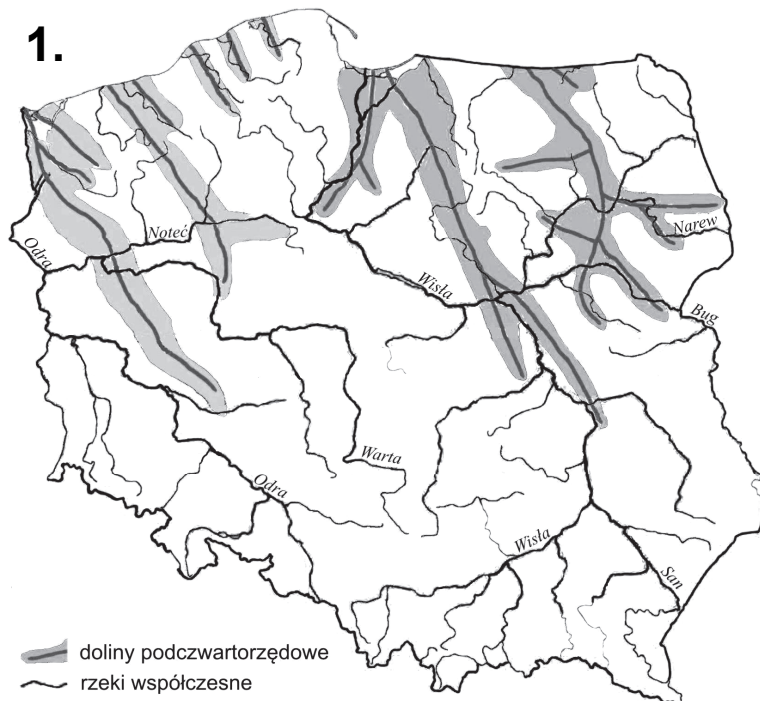 1.
Noteć
Odra
Narew
Wisła
Bug
Warta
Odra
Wisła
San
doliny podczwartorzędowe
rzeki współczesne